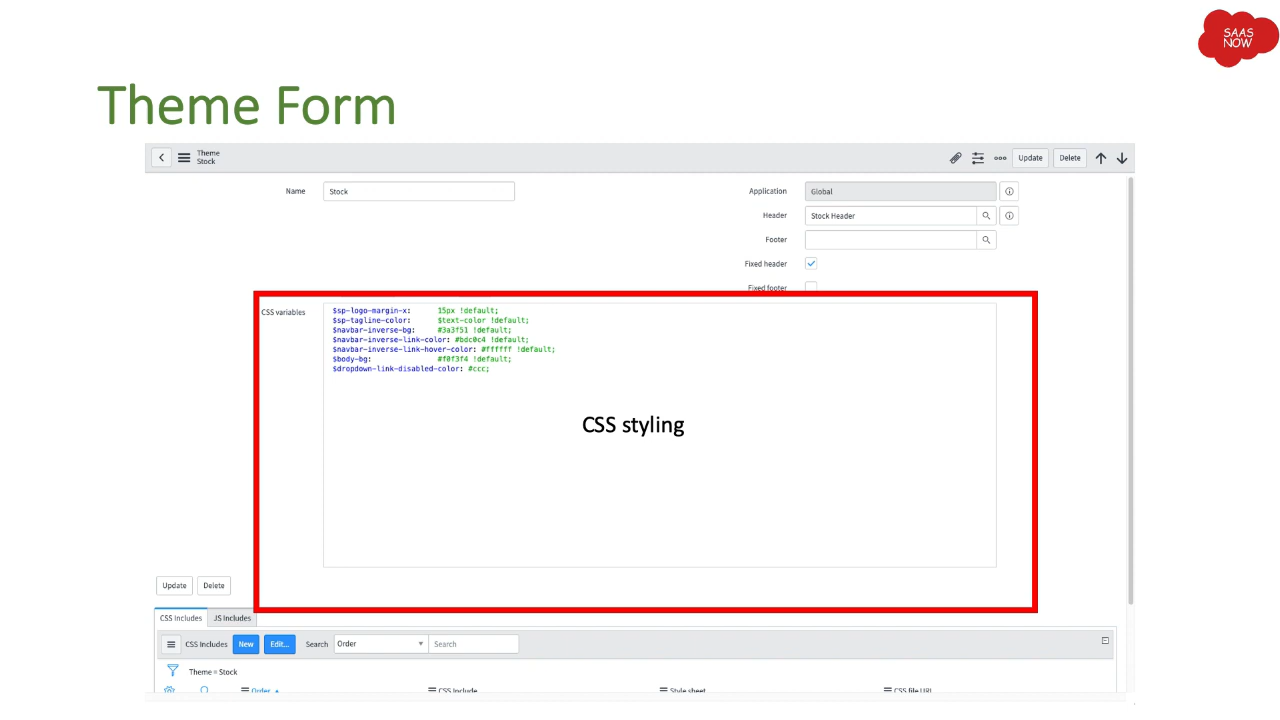 SAAS
NOW
Theme Form
Theme
Stock
Update
Delete
Name
Stock
Application
Global
Header
Stock Header
Footer
Fixed header
Fixed footer
CSS variables
$sp-logo-margin-x: 15px !default;
$sp-tagline-color: $text-color !default;
$navbar-inverse-bg: #3a3f51 !default;
$navbar-inverse-link-color: #bdc0c4 !default;
$navbar-inverse-link-hover-color: #ffffff !default;
$body-bg: #f0f3f4 !default;
$dropdown-link-disabled-color: #ccc;
CSS styling
Update
Delete
CSS Includes
JS Includes
CSS Includes
New
Edit...
Search
Order
Search
Theme = Stock
Order
CSS Include
Style sheet
CSS file URL